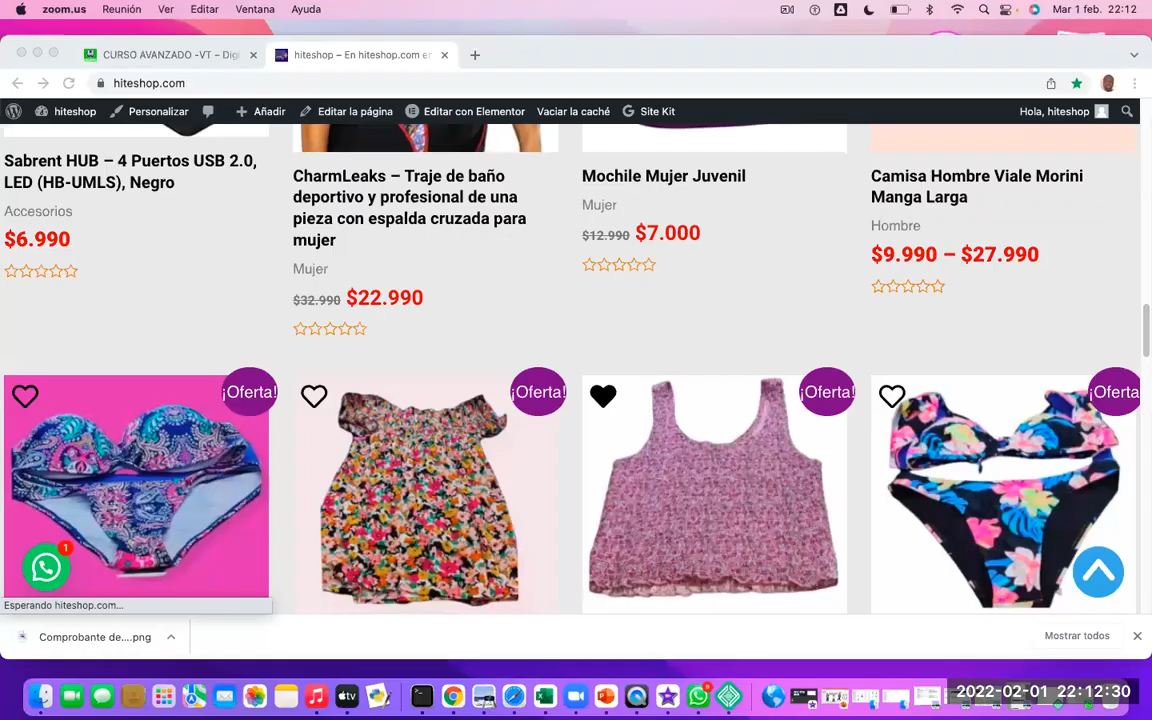 zoom.us Reunión Ver Editar Ventana Ayuda Mar 1 feb. 22:12
CURSO AVANZADO -VT – Digi
hiteshop – En hiteshop.com en
hiteshop.com
hiteshop Personalizar Añadir Editar la página Editar con Elementor Vaciar la caché Site Kit Hola, hiteshop
Sabrent HUB – 4 Puertos USB 2.0,
LED (HB-UMLS), Negro
Accesorios
$6.990
CharmLeaks – Traje de baño
deportivo y profesional de una
pieza con espalda cruzada para
mujer
Mujer
$32.990 $22.990
Mochile Mujer Juvenil
Mujer
$12.990 $7.000
Camisa Hombre Viale Morini
Manga Larga
Hombre
$9.990 – $27.990
¡Oferta!
¡Oferta!
¡Oferta!
¡Oferta
1
Esperando hiteshop.com...
Comprobante de....png
Mostrar todos
tv
2022-02-01 22:12:30